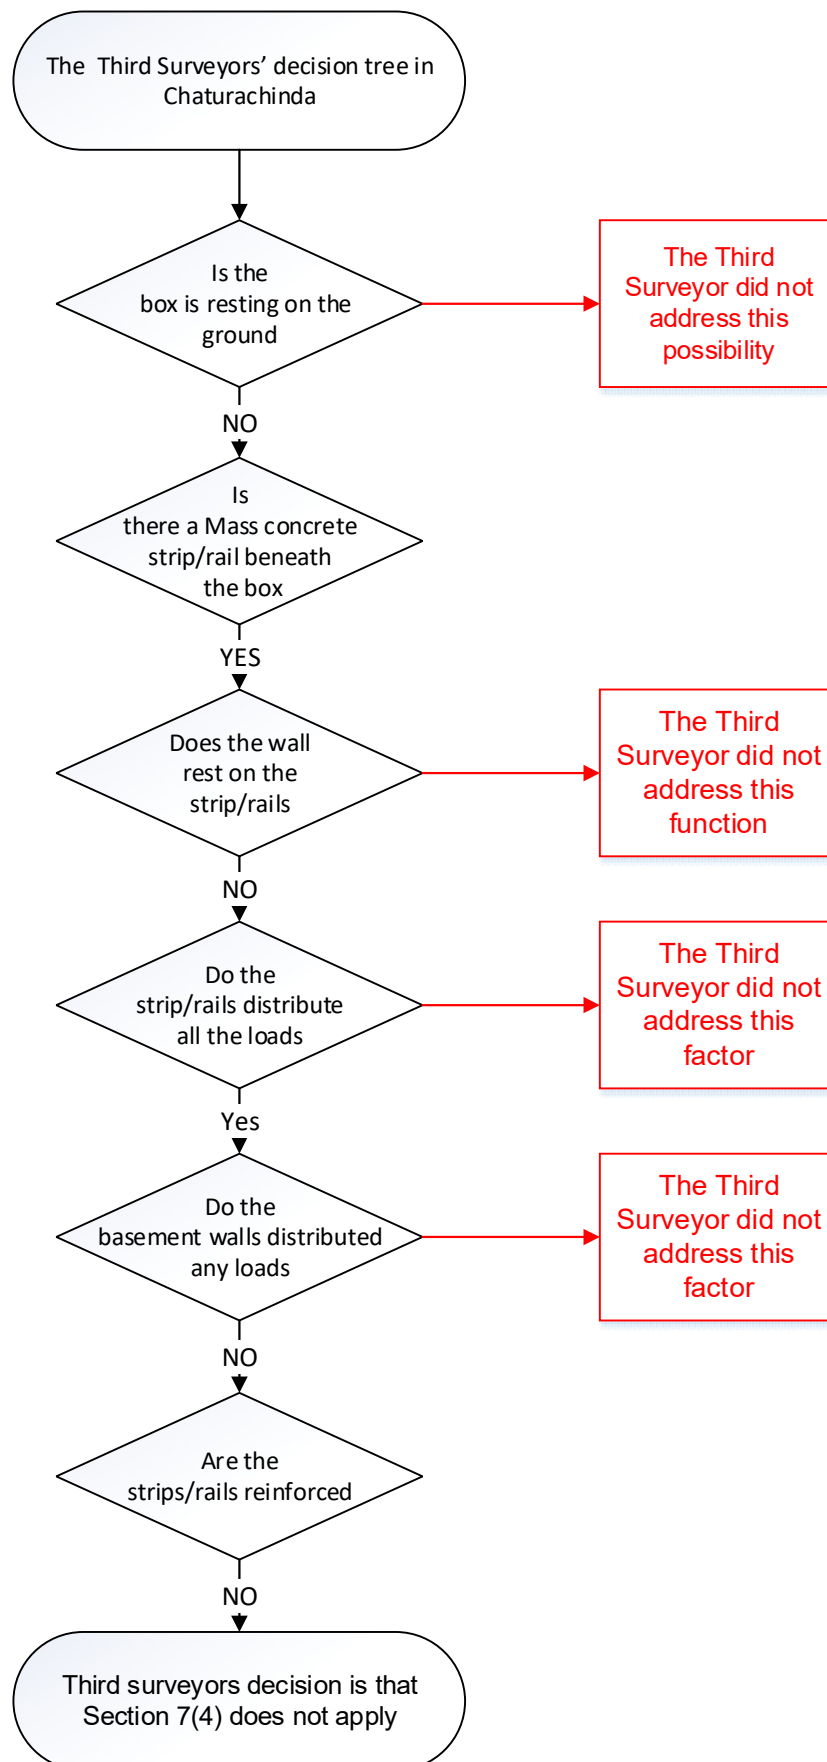 The Third Surveyors' decision tree in
Chaturachinda
Is the
box is resting on the
ground
The Third
Surveyor did not
address this
possibility
NO
Is
there a Mass concrete
strip/rail beneath
the box
YES
Does the wall
rest on the
strip/rails
The Third
Surveyor did not
address this
function
NO
Do the
strip/rails distribute
all the loads
The Third
Surveyor did not
address this
factor
Yes
Do the
basement walls distributed
any loads
The Third
Surveyor did not
address this
factor
NO
Are the
strips/rails reinforced
NO
Third surveyors decision is that
Section 7(4) does not apply